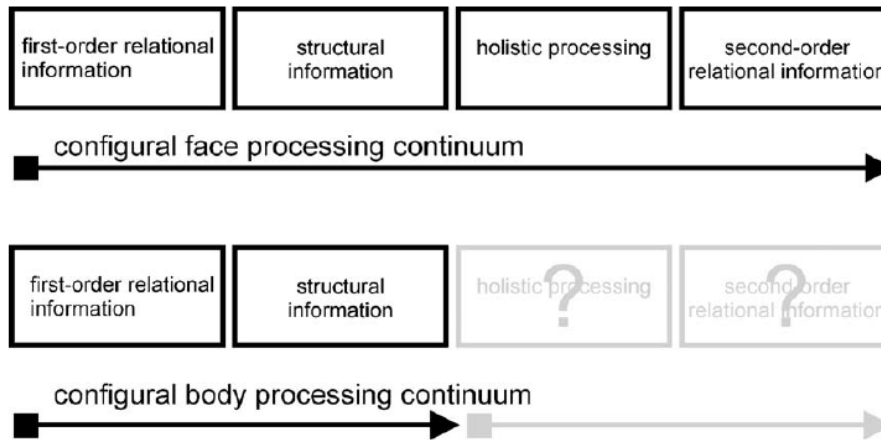 first-order relational
information
structural
information
holistic processing
second-order
relational information
configural face processing continuum
first-order relational
information
structural
information
holistic processing
?
second-order
relational information
?
configural body processing continuum